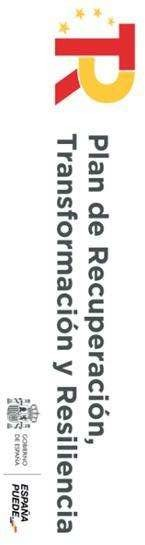 Plan de Recuperación,
Transformación y Resiliencia
GOBIERNO
DE ESPAÑA
ESPAÑA
PUEDE